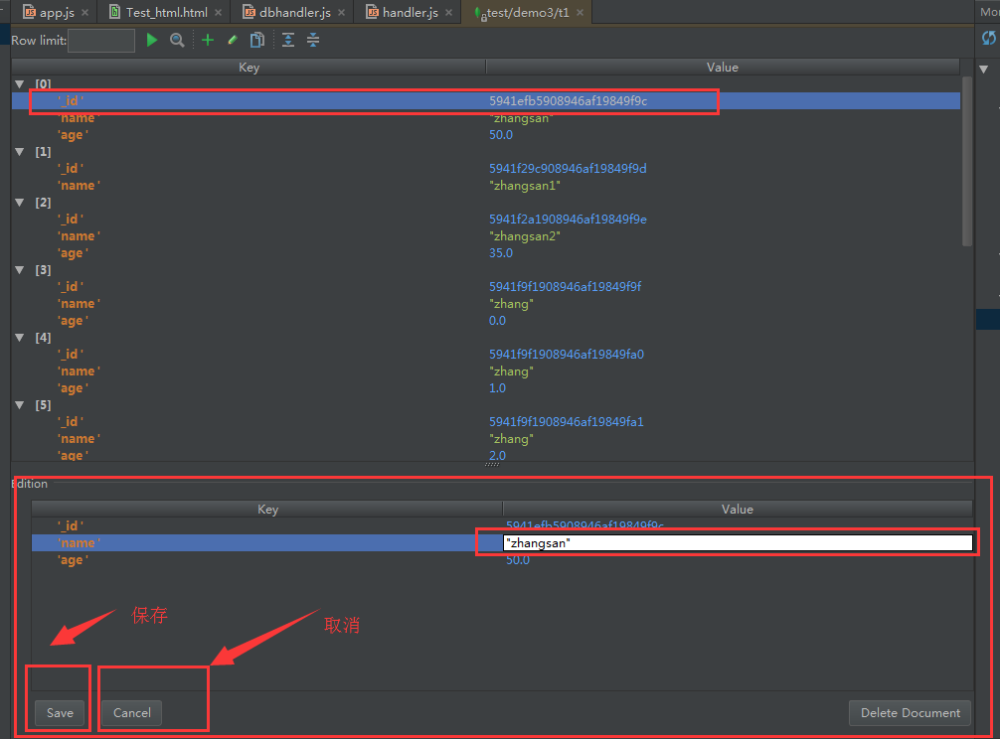 app.js Test_html.html dbhandler.js handler.js test/demo3/t1
Row limit:
Key Value
[0]
'_id' 5941efb5908946af19849f9c
'name' "zhangsan"
'age' 50.0
[1]
'_id' 5941f29c908946af19849f9d
'name' "zhangsan1"
[2]
'_id' 5941f2a1908946af19849f9e
'name' "zhangsan2"
'age' 35.0
[3]
'_id' 5941f9f1908946af19849f9f
'name' "zhang"
'age' 0.0
[4]
'_id' 5941f9f1908946af19849fa0
'name' "zhang"
'age' 1.0
[5]
'_id' 5941f9f1908946af19849fa1
'name' "zhang"
'age' 2.0
Edition
Key Value
'_id' 5941efb5908946af19849f9c
'name' "zhangsan"
'age' 50.0
保存
取消
Save Cancel Delete Document